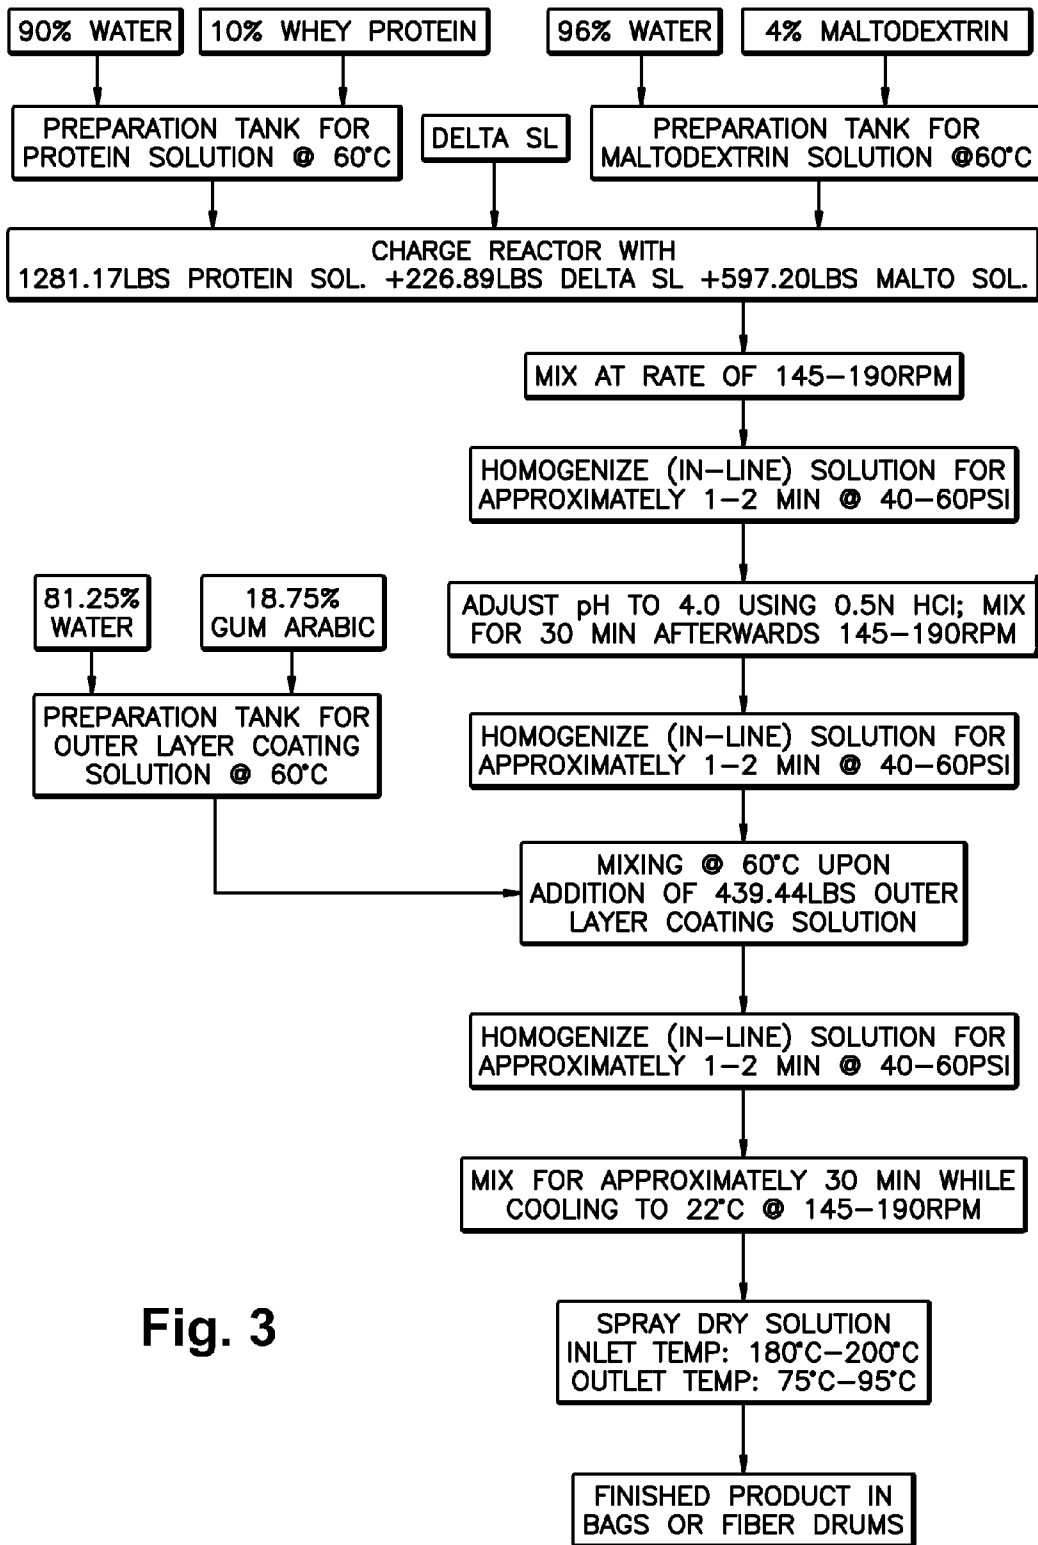 90% WATER
10% WHEY PROTEIN
96% WATER
4% MALTODEXTRIN
PREPARATION TANK FOR
PROTEIN SOLUTION @ 60°C
DELTA SL
PREPARATION TANK FOR
MALTODEXTRIN SOLUTION @60°C
CHARGE REACTOR WITH
1281.17LBS PROTEIN SOL. +226.89LBS DELTA SL +597.20LBS MALTO SOL.
MIX AT RATE OF 145-190RPM
HOMOGENIZE (IN-LINE) SOLUTION FOR
APPROXIMATELY 1-2 MIN @ 40-60PSI
81.25%
WATER
18.75%
GUM ARABIC
ADJUST pH TO 4.0 USING 0.5N HCl; MIX
FOR 30 MIN AFTERWARDS 145-190RPM
PREPARATION TANK FOR
OUTER LAYER COATING
SOLUTION @ 60°C
HOMOGENIZE (IN-LINE) SOLUTION FOR
APPROXIMATELY 1-2 MIN @ 40-60PSI
MIXING @ 60°C UPON
ADDITION OF 439.44LBS OUTER
LAYER COATING SOLUTION
HOMOGENIZE (IN-LINE) SOLUTION FOR
APPROXIMATELY 1-2 MIN @ 40-60PSI
MIX FOR APPROXIMATELY 30 MIN WHILE
COOLING TO 22°C @ 145-190RPM
SPRAY DRY SOLUTION
INLET TEMP: 180°C-200°C
OUTLET TEMP: 75°C-95°C
Fig. 3
FINISHED PRODUCT IN
BAGS OR FIBER DRUMS